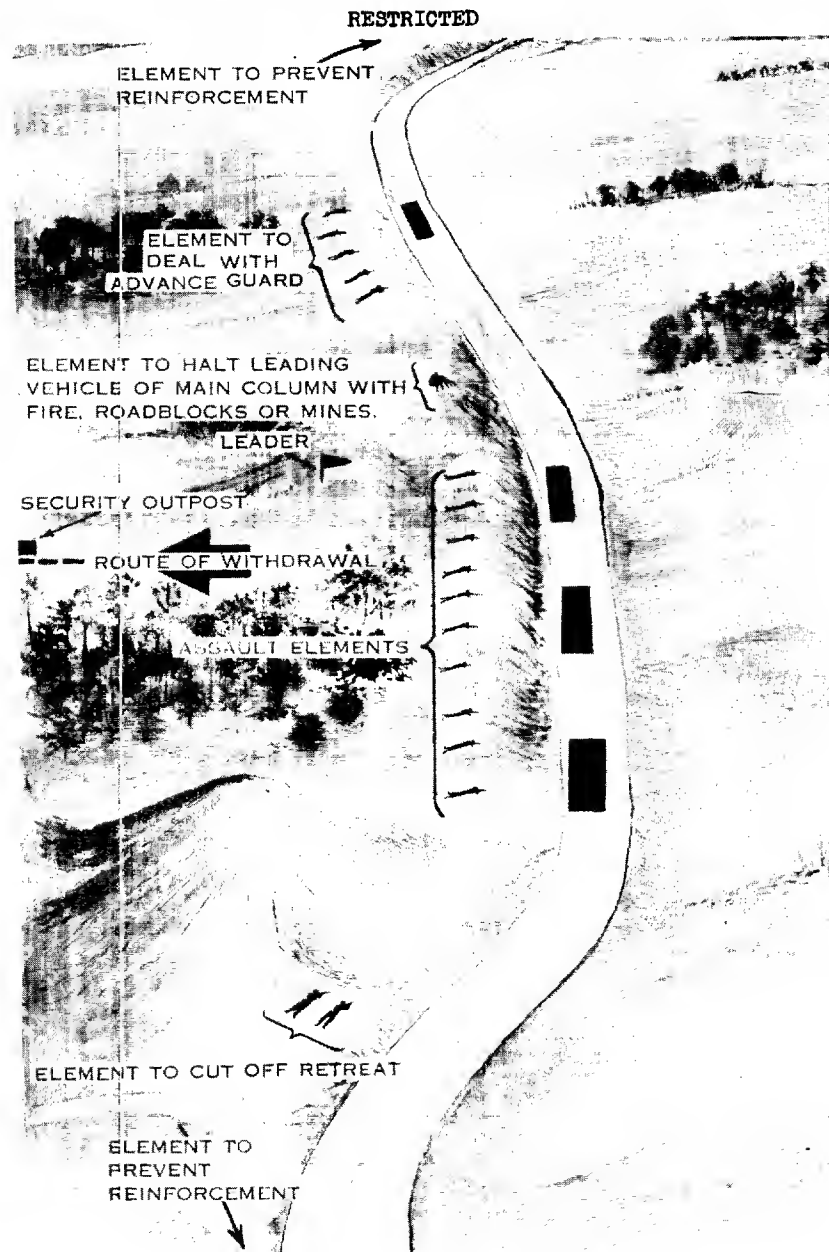 RESTRICTED
ELEMENT TO PREVENT
REINFORCEMENT
ELEMENT TO
DEAL WITH
ADVANCE GUARD
ELEMENT TO HALT LEADING
VEHICLE OF MAIN COLUMN WITH
FIRE, ROADBLOCKS OR MINES.
LEADER
SECURITY OUTPOST
ROUTE OF WITHDRAWAL
ASSAULT ELEMENTS
ELEMENT TO CUT OFF RETREAT
ELEMENT TO
PREVENT
REINFORCEMENT